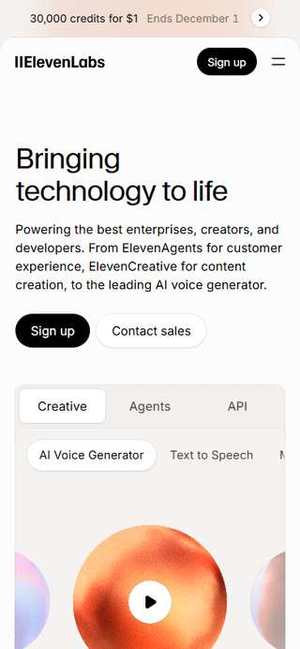 30,000 credits for $1 Ends December 1
IIElevenLabs
Sign up
Bringing
technology to life
Powering the best enterprises, creators, and
developers. From ElevenAgents for customer
experience, ElevenCreative for content
creation, to the leading AI voice generator.
Sign up
Contact sales
Creative
Agents
API
AI Voice Generator
Text to Speech